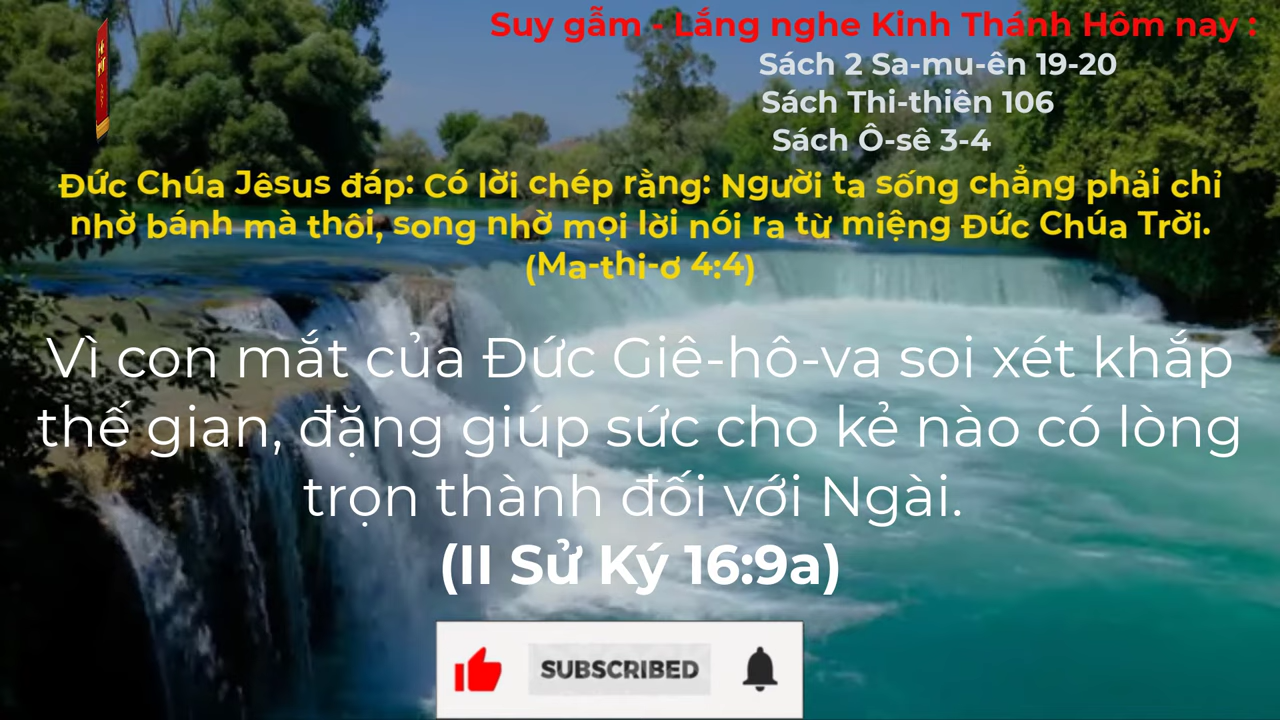 Suy gẫm - Lắng nghe Kinh Thánh Hôm nay :
Sách 2 Sa-mu-ên 19-20
Sách Thi-thiên 106
Sách Ô-sê 3-4
Đức Chúa Jêsus đáp: Có lời chép rằng: Người ta sống chẳng phải chỉ
nhờ bánh mà thôi, song nhờ mọi lời nói ra từ miệng Đức Chúa Trời.
(Ma-thi-ơ 4:4)
Vì con mắt của Đức Giê-hô-va soi xét khắp
thế gian, đặng giúp sức cho kẻ nào có lòng
trọn thành đối với Ngài.
(II Sử Ký 16:9a)
SUBSCRIBED